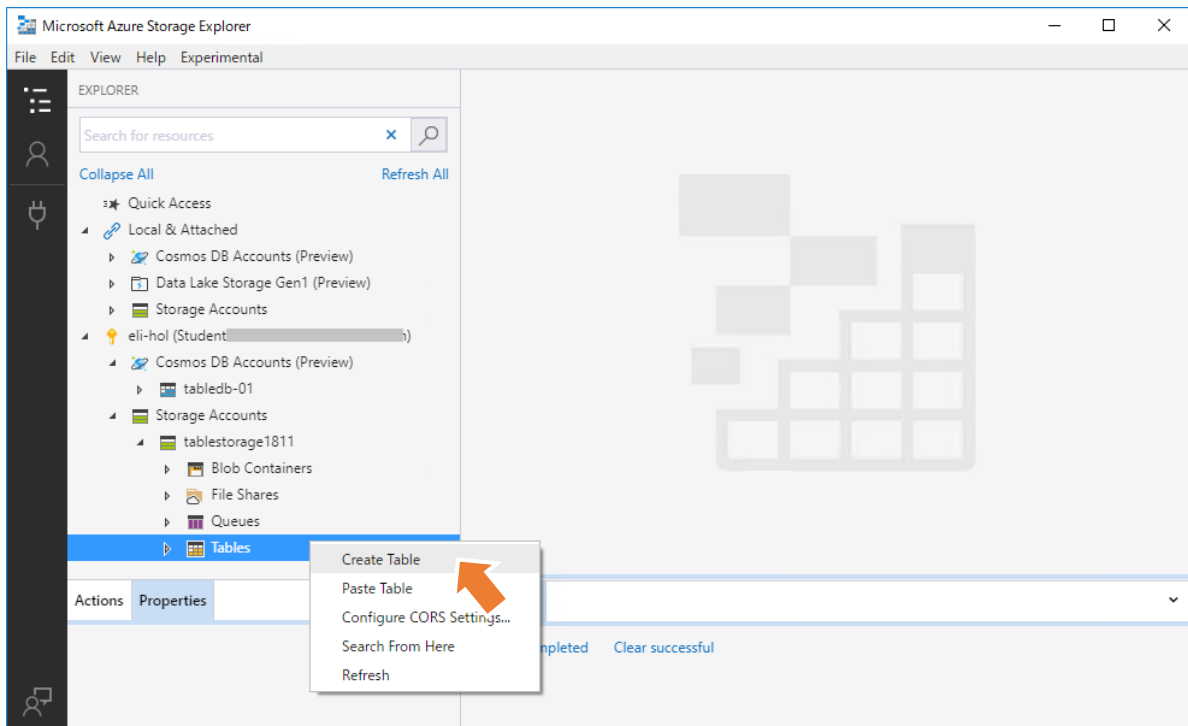 Microsoft Azure Storage Explorer
File Edit View Help Experimental
EXPLORER
Search for resources
Collapse All Refresh All
Quick Access
Local & Attached
Cosmos DB Accounts (Preview)
Data Lake Storage Gen1 (Preview)
Storage Accounts
eli-hol (Student )
Cosmos DB Accounts (Preview)
tabledb-01
Storage Accounts
tablestorage1811
Blob Containers
File Shares
Queues
Tables
Create Table
Actions Properties
Paste Table
Configure CORS Settings...
Search From Here
Clear successful
Refresh